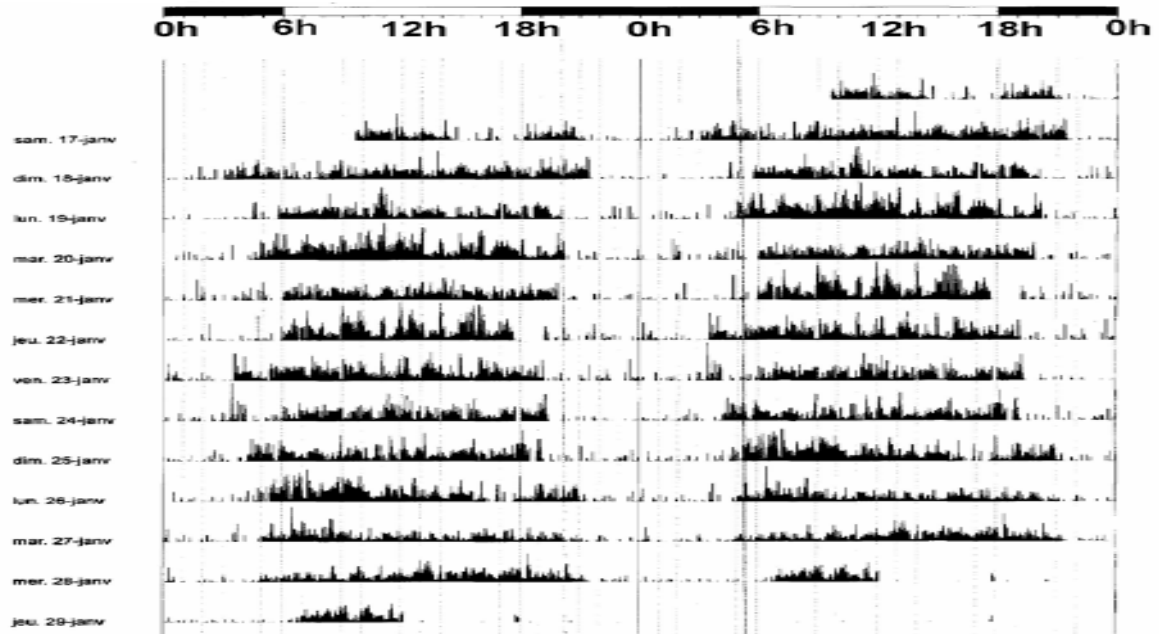 0h 6h 12h 18h 0h 6h 12h 18h 0h
sam. 17-janv
dim. 18-janv
lun. 19-janv
mar. 20-janv
mer. 21-janv
jeu. 22-janv
ven. 23-janv
sam. 24-janv
dim. 25-janv
lun. 26-janv
mar. 27-janv
mer. 28-janv
jeu. 29-janv